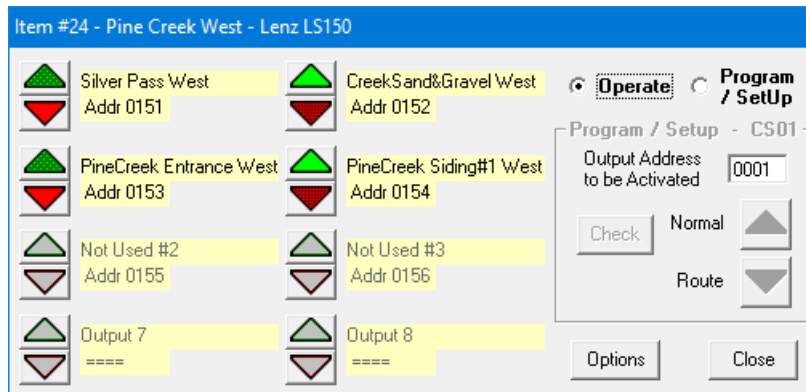 Item #24 - Pine Creek West - Lenz LS150
Silver Pass West
Addr 0151
CreekSand&Gravel West
Addr 0152
PineCreek Entrance West
Addr 0153
PineCreek Siding#1 West
Addr 0154
Not Used #2
Addr 0155
Not Used #3
Addr 0156
Output 7
====
Output 8
====
Operate
Program
/ SetUp
Program / Setup - CS01
Output Address
to be Activated
0001
Check
Normal
Route
Options
Close